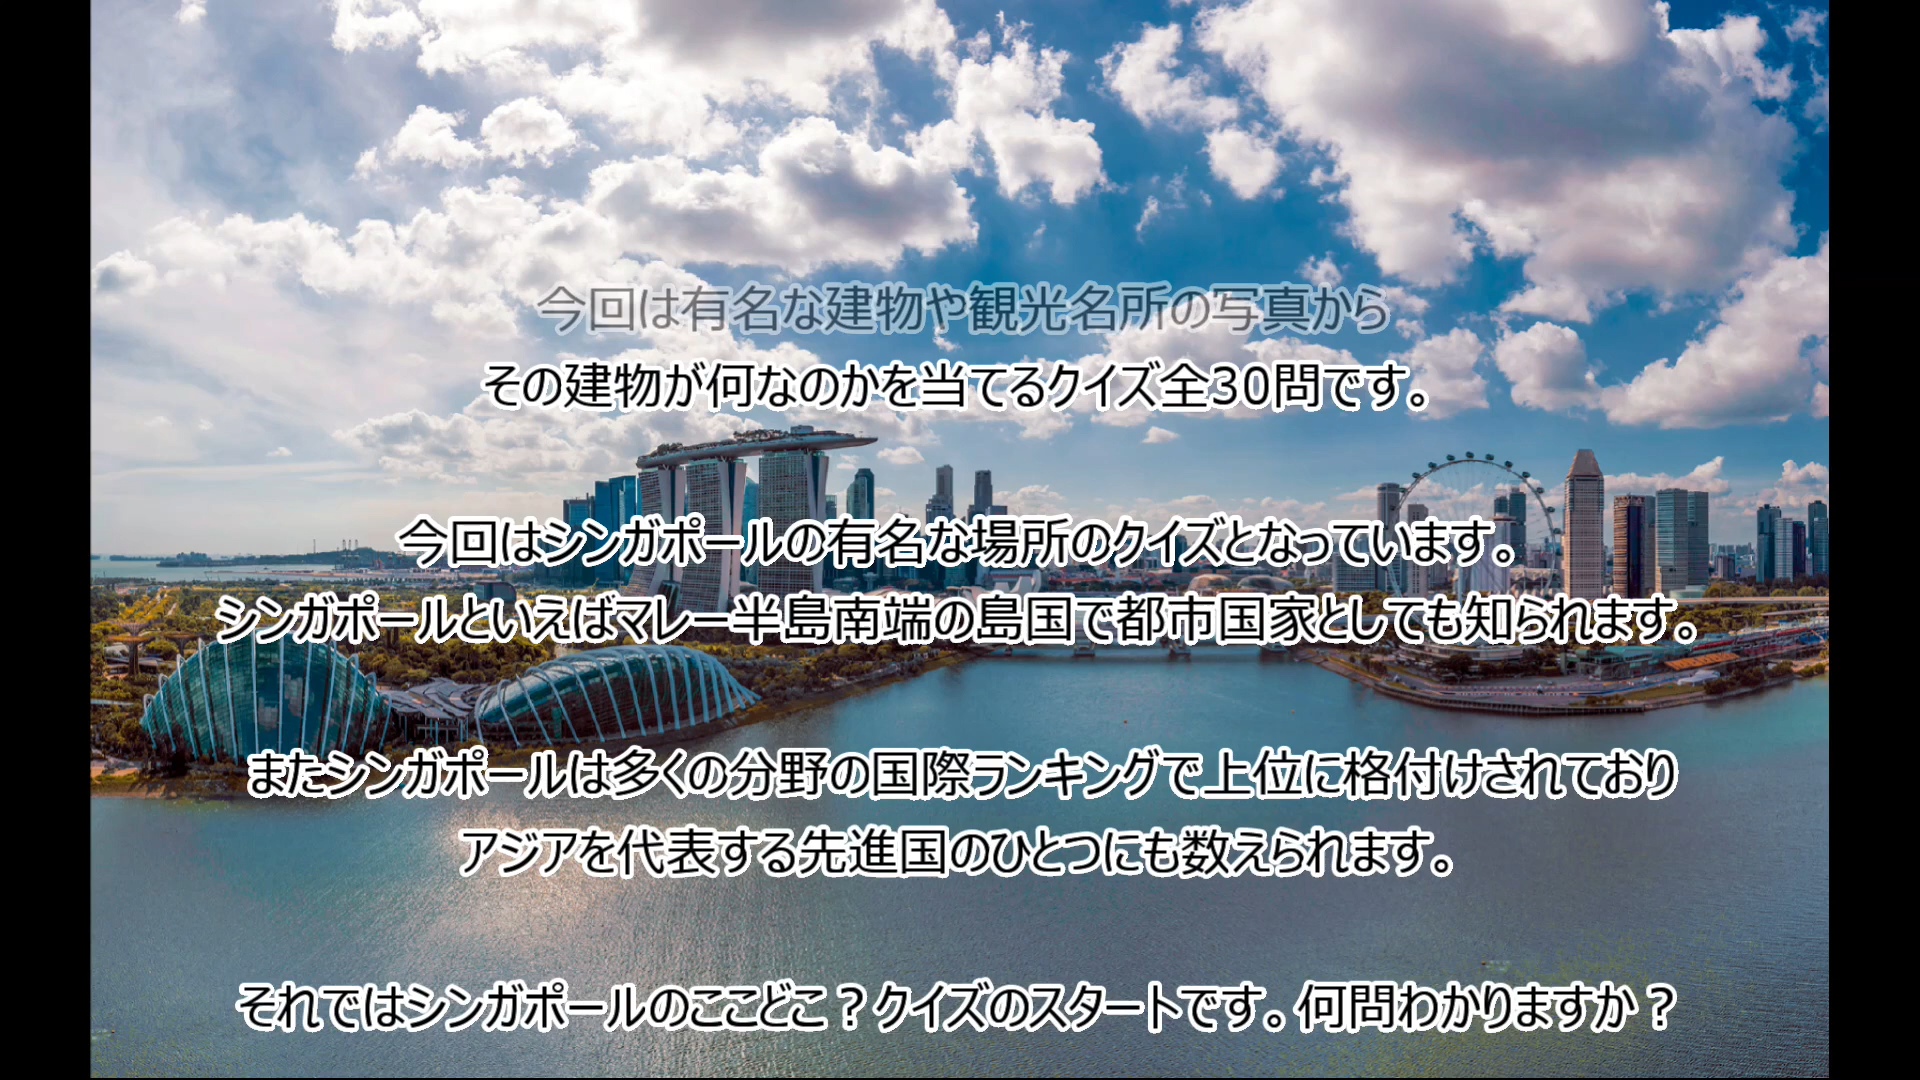 今回は有名な建物や観光名所の写真から
その建物が何なのかを当てるクイズ全30問です。
今回はシンガポールの有名な場所のクイズとなっています。
シンガポールといえばマレー半島南端の島国で都市国家としても知られます。
またシンガポールは多くの分野の国際ランキングで上位に格付けされており
アジアを代表する先進国のひとつにも数えられます。
それではシンガポールのここどこ？クイズのスタートです。何問わかりますか？